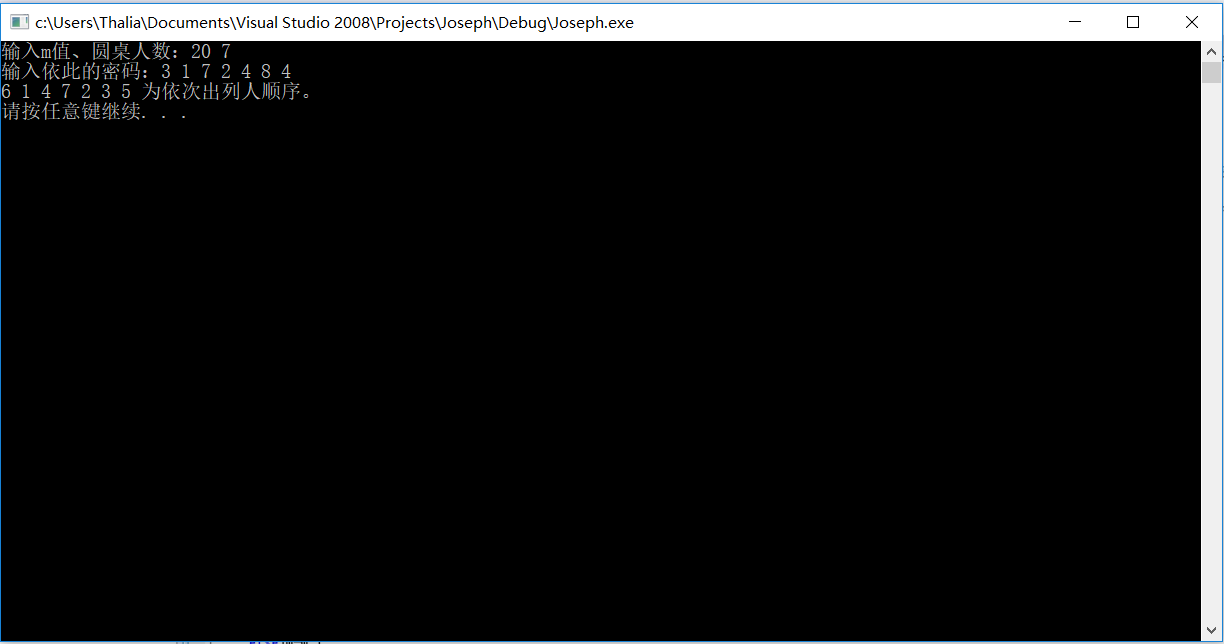 c:\Users\Thalia\Documents\Visual Studio 2008\Projects\Joseph\Debug\Joseph.exe
输入m值、圆桌人数：20 7
输入依此的密码：3 1 7 2 4 8 4
6 1 4 7 2 3 5 为依次出列人顺序。
请按任意键继续. . .